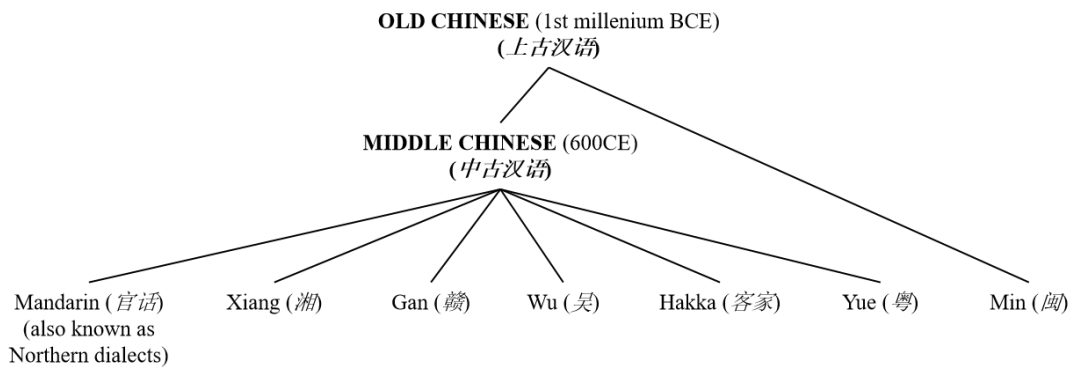 OLD CHINESE (1st millenium BCE)
(上古汉语)
MIDDLE CHINESE (600CE)
(中古汉语)
Mandarin (官话)
(also known as
Northern dialects)
Xiang (湘)
Gan (赣)
Wu (吴)
Hakka (客家)
Yue (粤)
Min (闽)